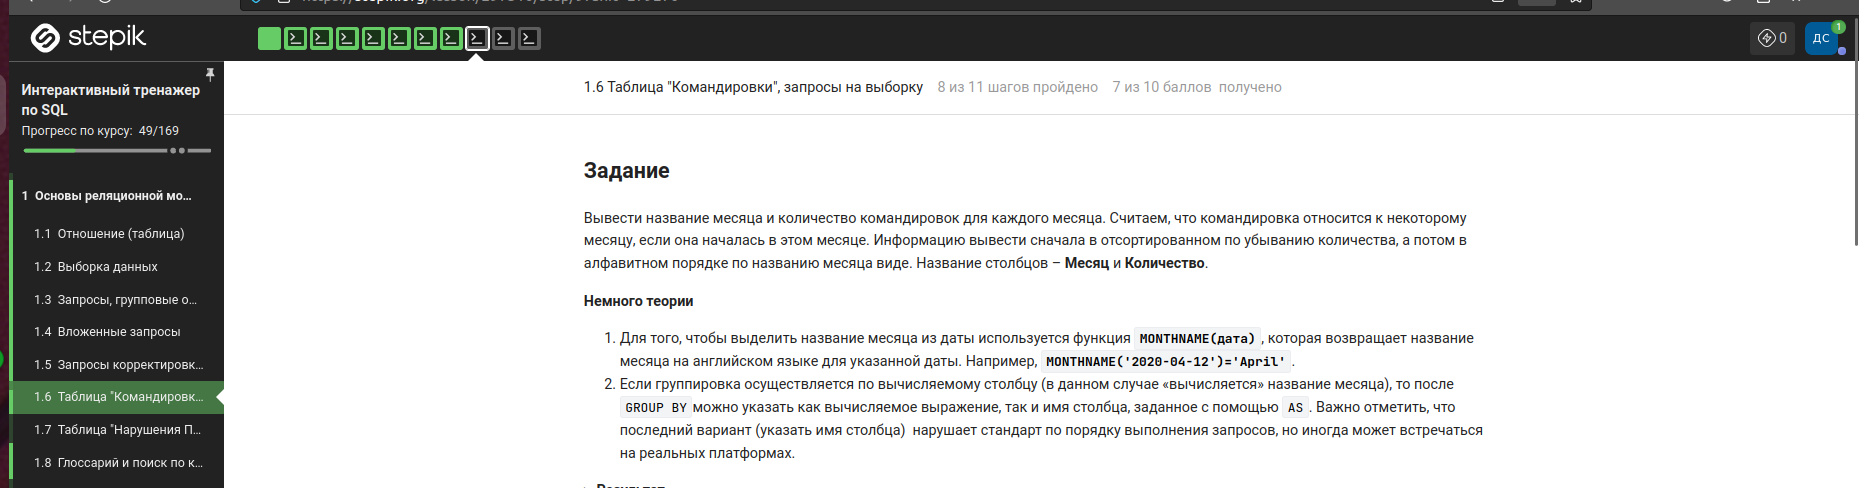 stepik
0
ДС
1
Интерактивный тренажер
по SQL
Прогресс по курсу: 49/169
1 Основы реляционной мо...
1.1 Отношение (таблица)
1.2 Выборка данных
1.3 Запросы, групповые о...
1.4 Вложенные запросы
1.5 Запросы корректировк...
1.6 Таблица "Командировк...
1.7 Таблица "Нарушения П...
1.8 Глоссарий и поиск по к...
1.6 Таблица "Командировки", запросы на выборку 8 из 11 шагов пройдено 7 из 10 баллов получено
Задание
Вывести название месяца и количество командировок для каждого месяца. Считаем, что командировка относится к некоторому
месяцу, если она началась в этом месяце. Информацию вывести сначала в отсортированном по убыванию количества, а потом в
алфавитном порядке по названию месяца виде. Название столбцов – Месяц и Количество.
Немного теории
1. Для того, чтобы выделить название месяца из даты используется функция MONTHNAME(дата), которая возвращает название
месяца на английском языке для указанной даты. Например, MONTHNAME('2020-04-12')='April'.
2. Если группировка осуществляется по вычисляемому столбцу (в данном случае «вычисляется» название месяца), то после
GROUP BY можно указать как вычисляемое выражение, так и имя столбца, заданное с помощью AS. Важно отметить, что
последний вариант (указать имя столбца) нарушает стандарт по порядку выполнения запросов, но иногда может встречаться
на реальных платформах.